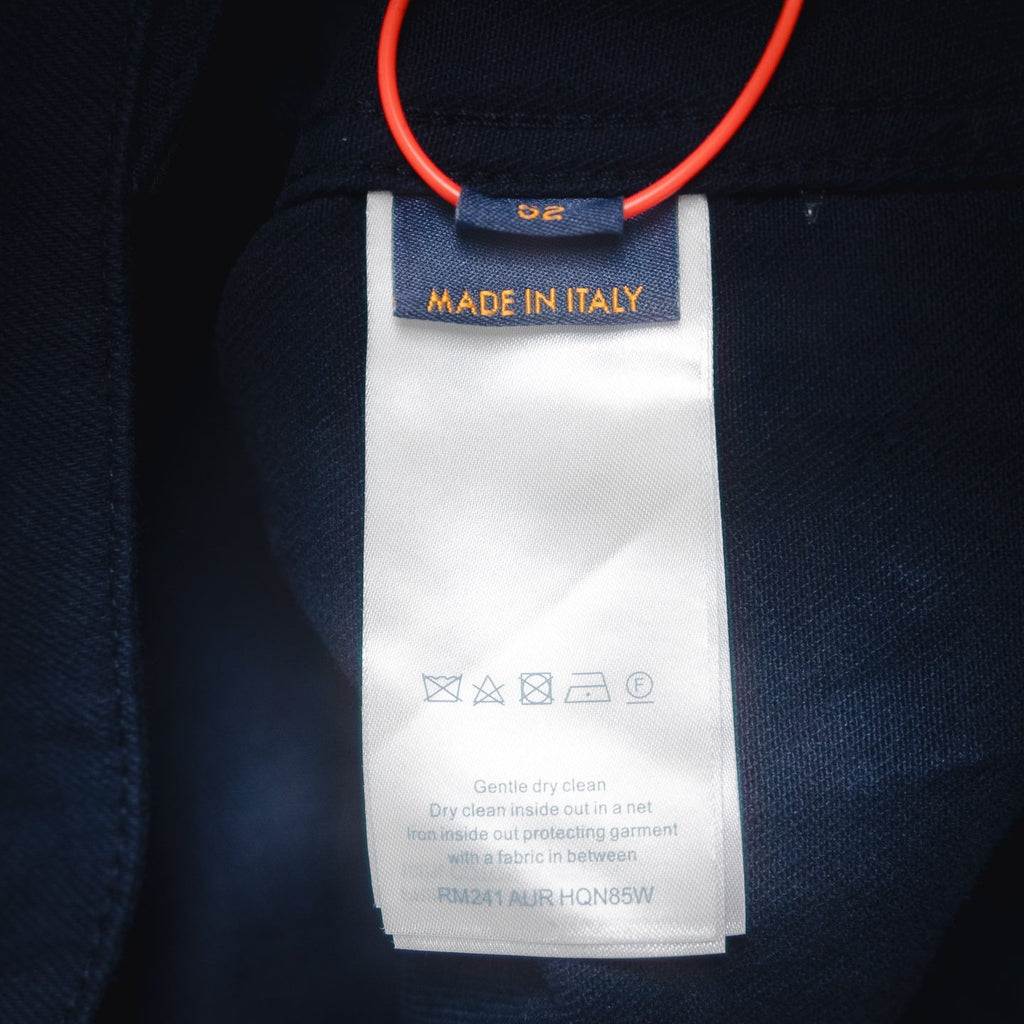 52
MADE IN ITALY
F
Gentle dry clean
Dry clean inside out in a net
Iron inside out protecting garment
with a fabric in between
RM241 AUR HQN85W